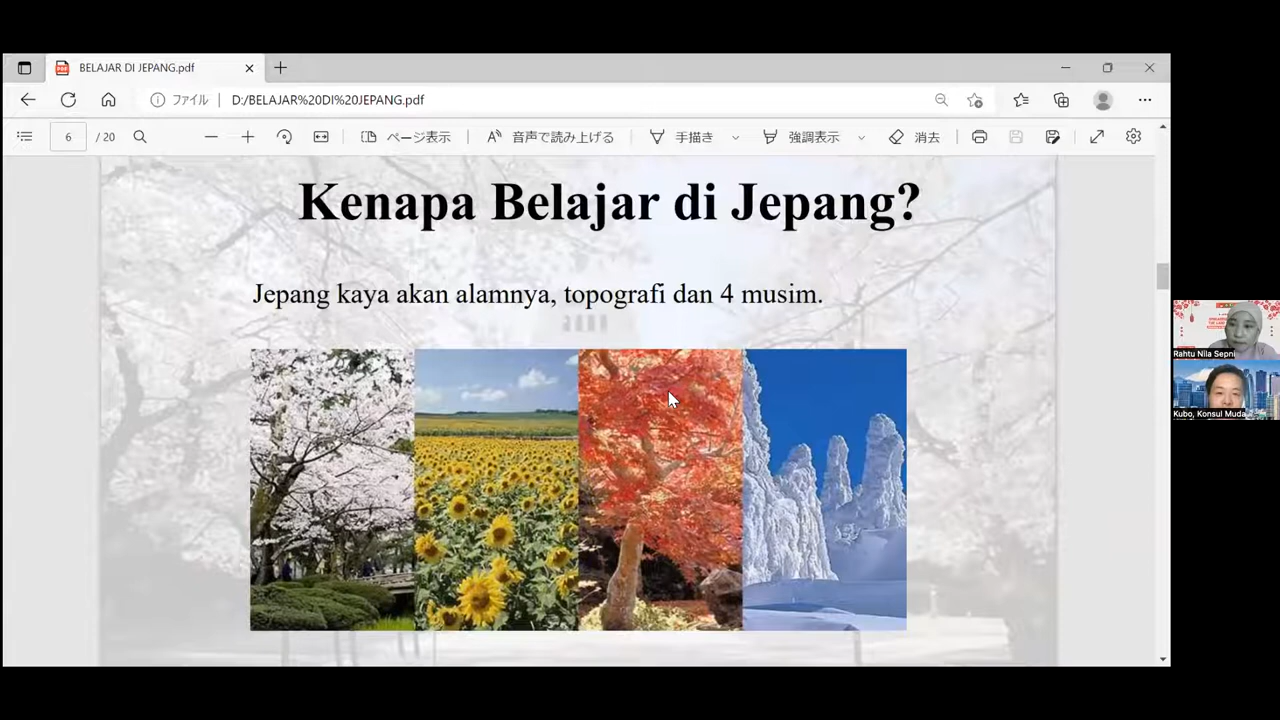 BELAJAR DI JEPANG.pdf
ファイル
D:/BELAJAR%20DI%20JEPANG.pdf
6
/ 20
ページ表示
音声で読み上げる
手描き
強調表示
消去
Kenapa Belajar di Jepang?
Jepang kaya akan alamnya, topografi dan 4 musim.
Rahtu Nila Sepni
Kubo, Konsul Muda